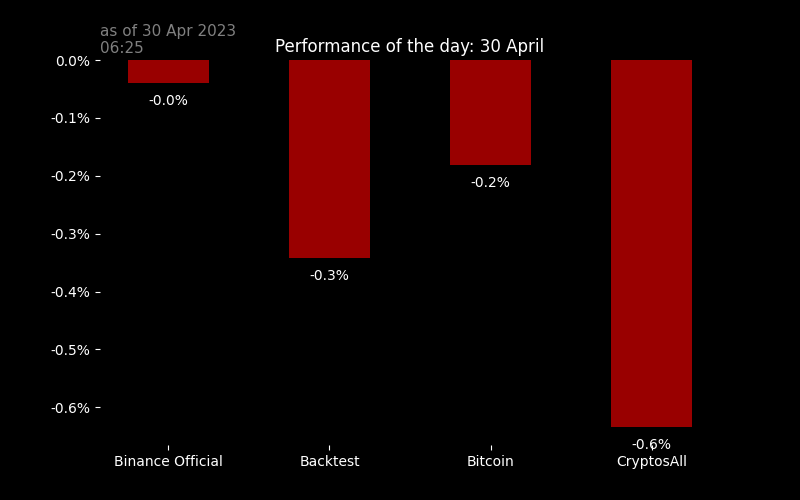 as of 30 Apr 2023
06:25
Performance of the day: 30 April
0.0%
-0.1%
-0.2%
-0.3%
-0.4%
-0.5%
-0.6%
-0.0%
-0.3%
-0.2%
-0.6%
Binance Official
Backtest
Bitcoin
CryptosAll